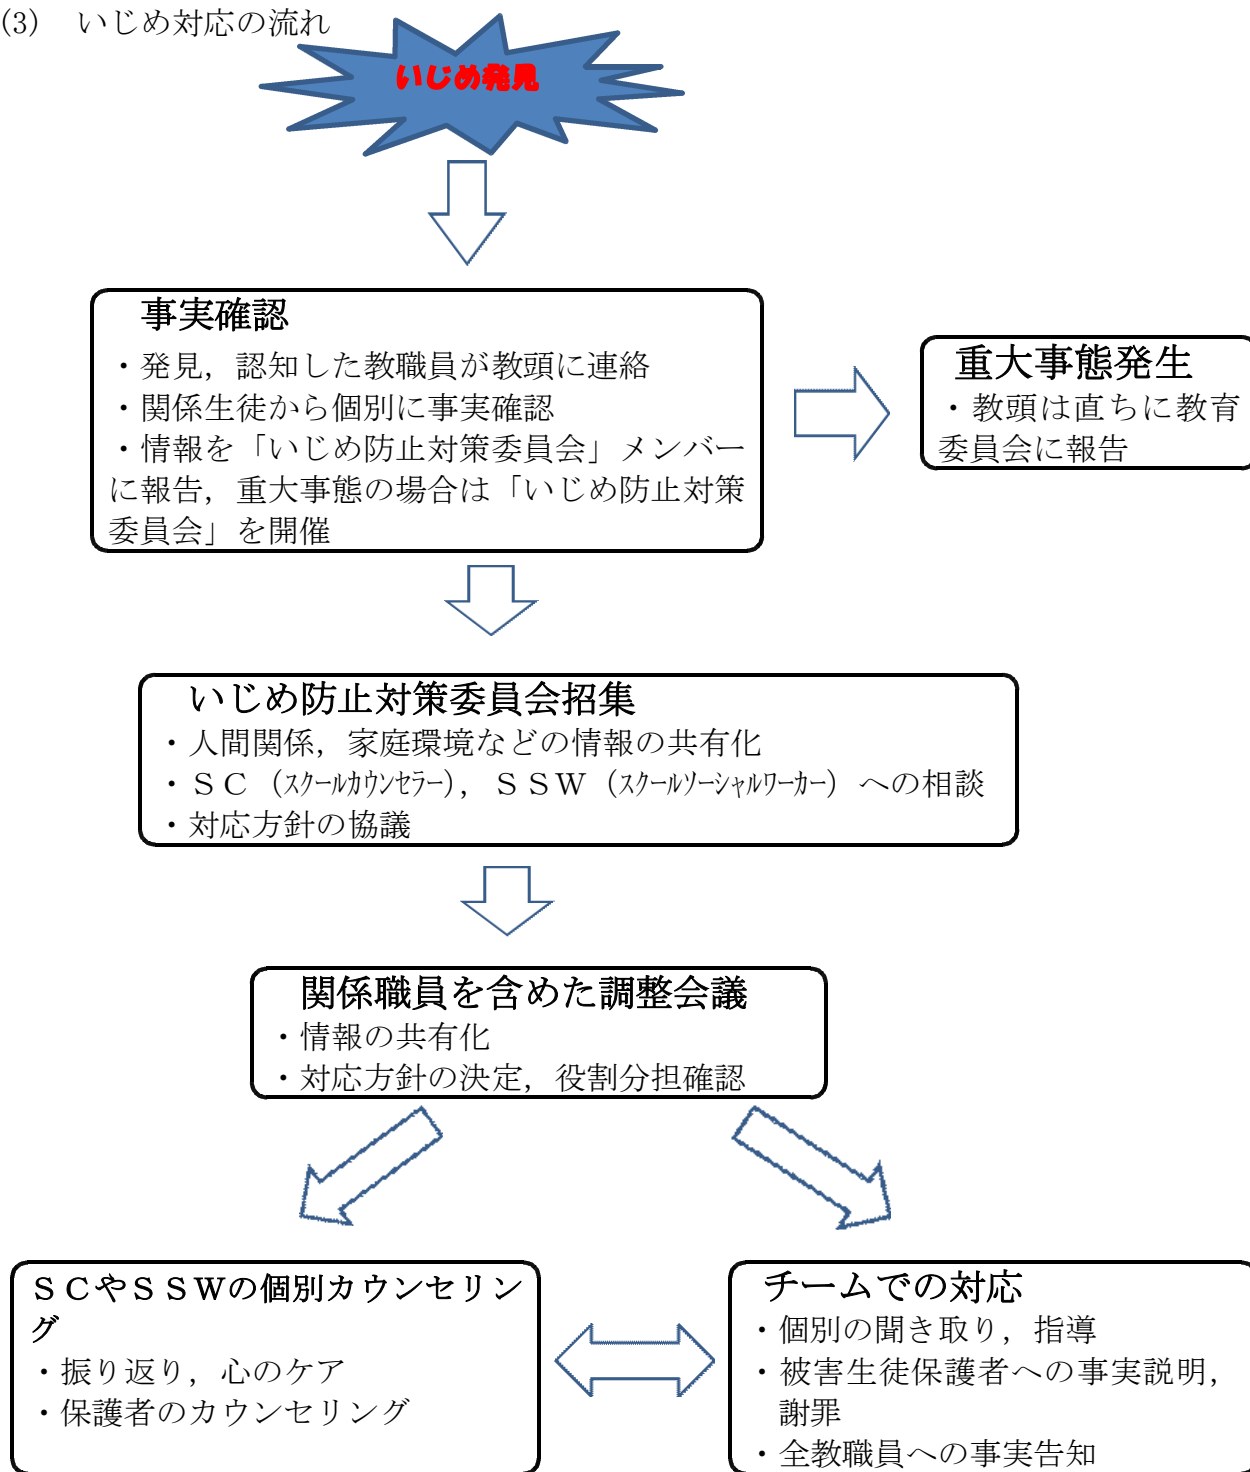 (3)　いじめ対応の流れ
いじめ発見
事実確認
・発見，認知した教職員が教頭に連絡
・関係生徒から個別に事実確認
・情報を「いじめ防止対策委員会」メンバー
に報告，重大事態の場合は「いじめ防止対策
委員会」を開催
重大事態発生
・教頭は直ちに教育
委員会に報告
いじめ防止対策委員会招集
・人間関係，家庭環境などの情報の共有化
・ＳＣ（ｽｸｰﾙｶｳﾝｾﾗｰ），ＳＳＷ（ｽｸｰﾙｿｰｼｬﾙﾜｰｶｰ）への相談
・対応方針の協議
関係職員を含めた調整会議
・情報の共有化
・対応方針の決定，役割分担確認
ＳＣやＳＳＷの個別カウンセリン
グ
・振り返り，心のケア
・保護者のカウンセリング
チームでの対応
・個別の聞き取り，指導
・被害生徒保護者への事実説明，
謝罪
・全教職員への事実告知